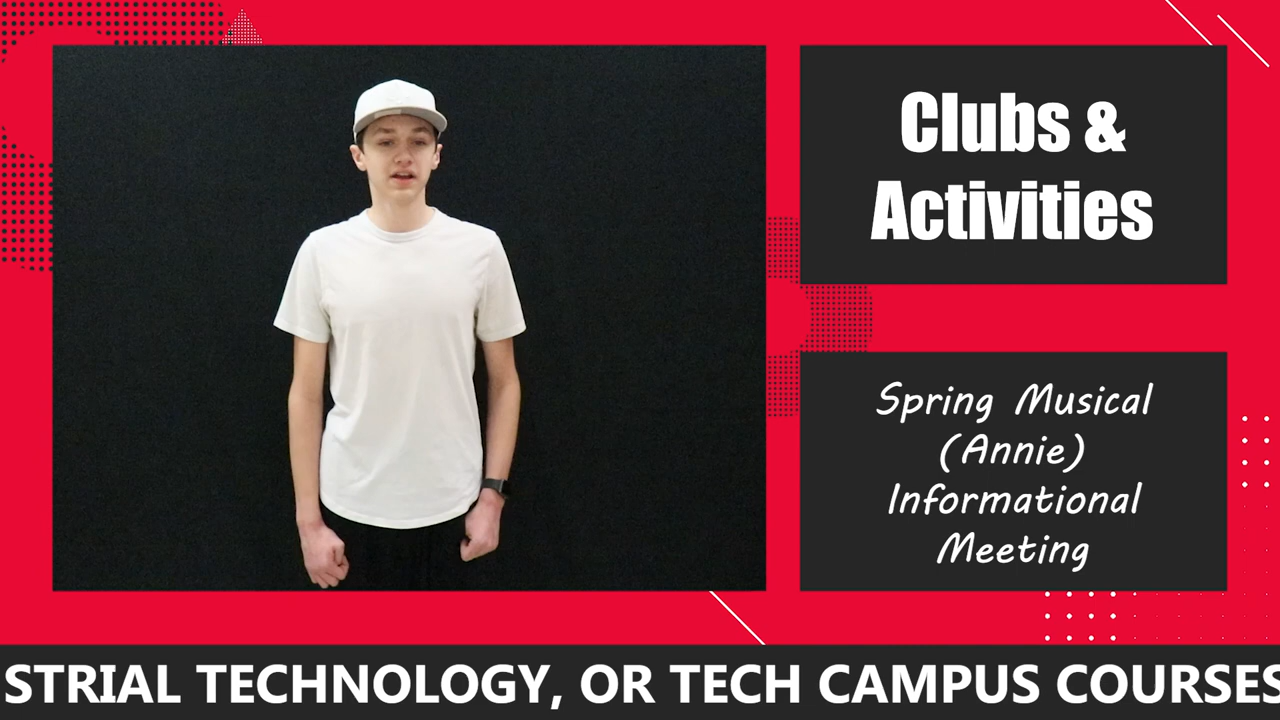 Clubs &
Activities
Spring Musical
(Annie)
Informational
Meeting
STRIAL TECHNOLOGY, OR TECH CAMPUS COURSES